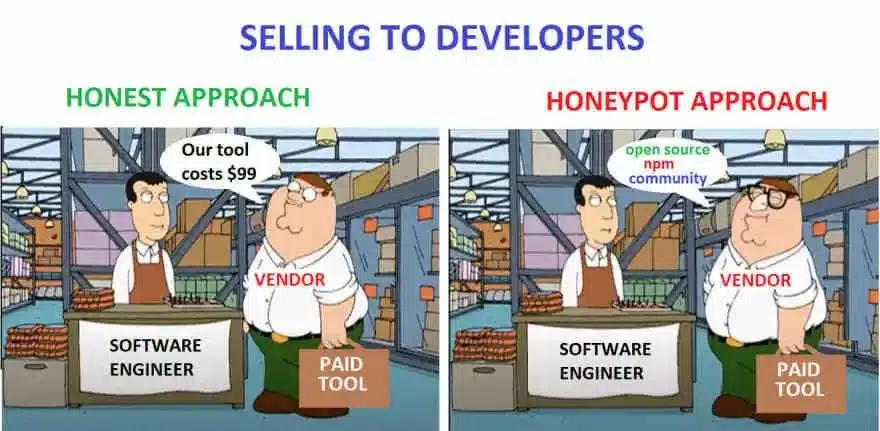 SELLING TO DEVELOPERS
HONEST APPROACH
Our tool
costs $99
VENDOR
SOFTWARE
ENGINEER
PAID
TOOL
HONEYPOT APPROACH
open source
npm
community
VENDOR
SOFTWARE
ENGINEER
PAID
TOOL